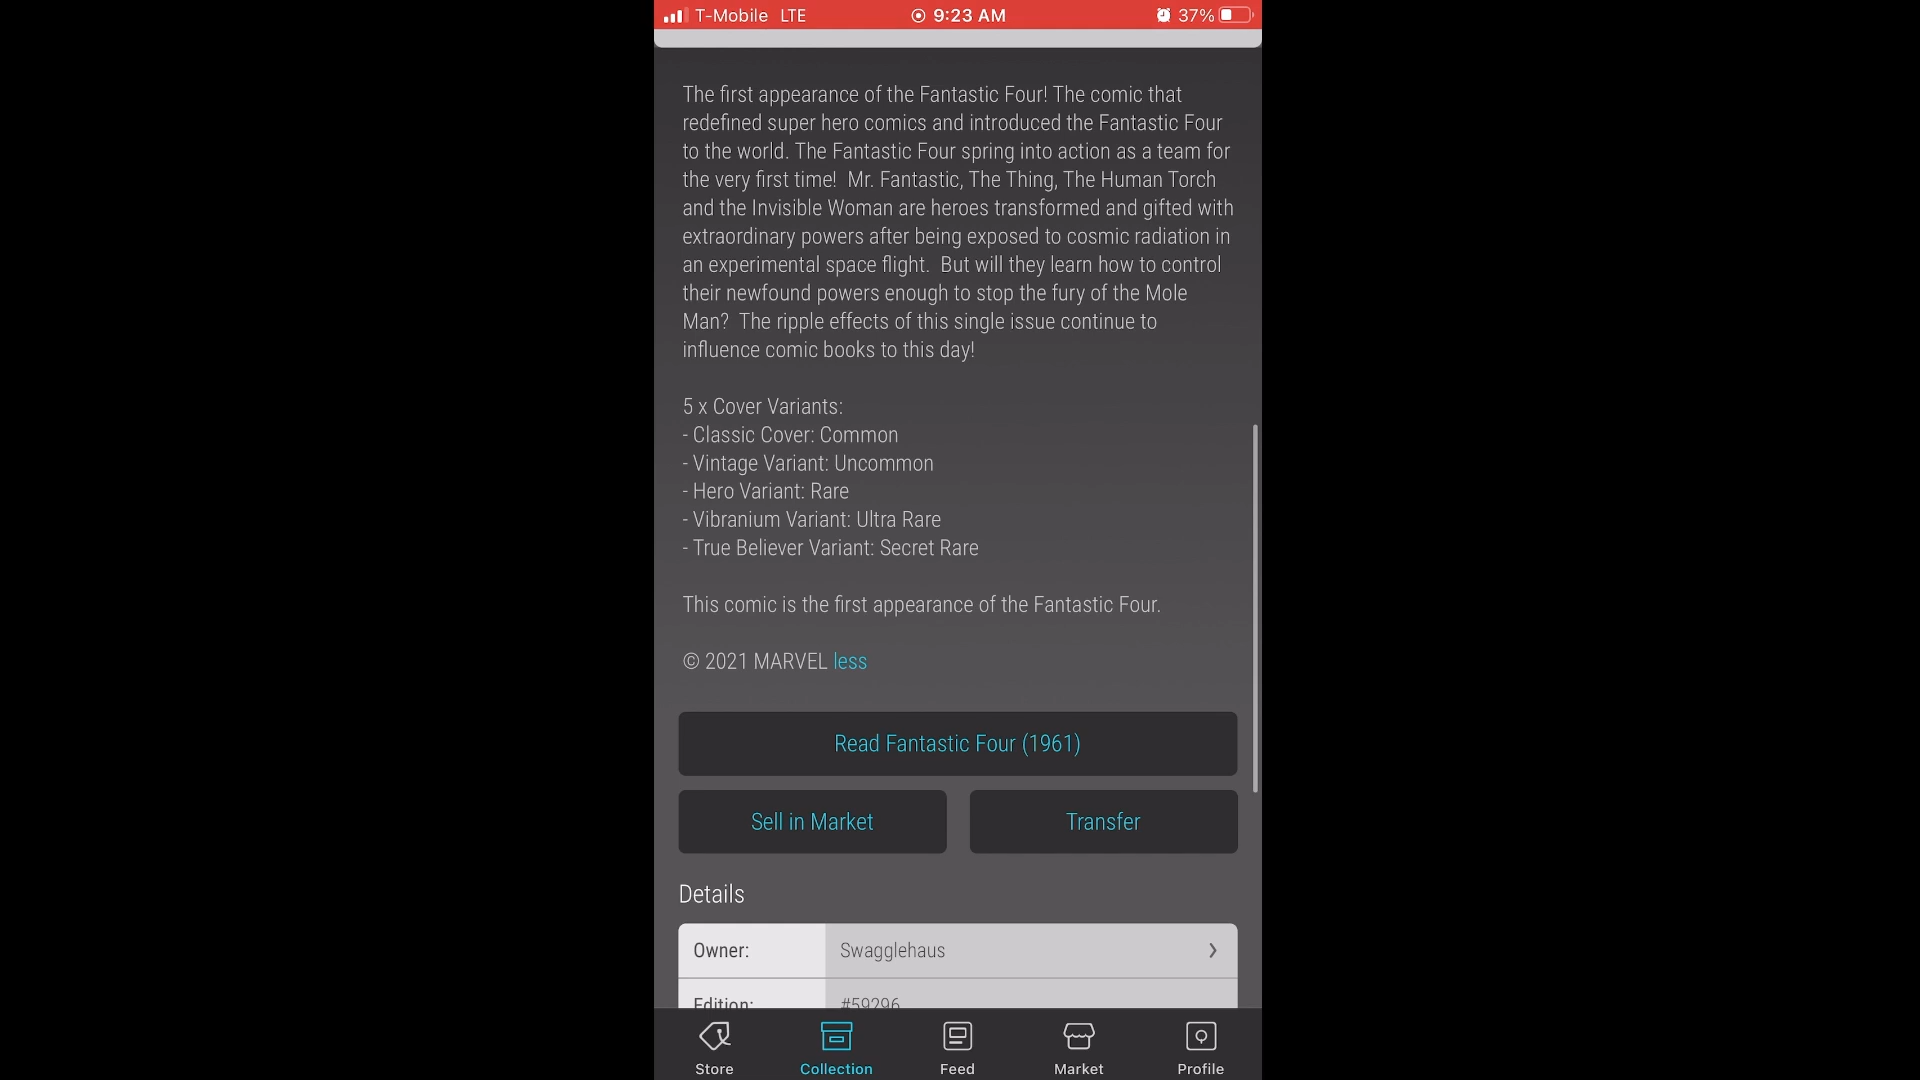 T-Mobile LTE 9:23 AM 37%
The first appearance of the Fantastic Four! The comic that
redefined super hero comics and introduced the Fantastic Four
to the world. The Fantastic Four spring into action as a team for
the very first time!  Mr. Fantastic, The Thing, The Human Torch
and the Invisible Woman are heroes transformed and gifted with
extraordinary powers after being exposed to cosmic radiation in
an experimental space flight.  But will they learn how to control
their newfound powers enough to stop the fury of the Mole
Man?  The ripple effects of this single issue continue to
influence comic books to this day!
5 x Cover Variants:
- Classic Cover: Common
- Vintage Variant: Uncommon
- Hero Variant: Rare
- Vibranium Variant: Ultra Rare
- True Believer Variant: Secret Rare
This comic is the first appearance of the Fantastic Four.
© 2021 MARVEL less
Read Fantastic Four (1961)
Sell in Market Transfer
Details
Owner: Swagglehaus
Edition: #59296
Store Collection Feed Market Profile